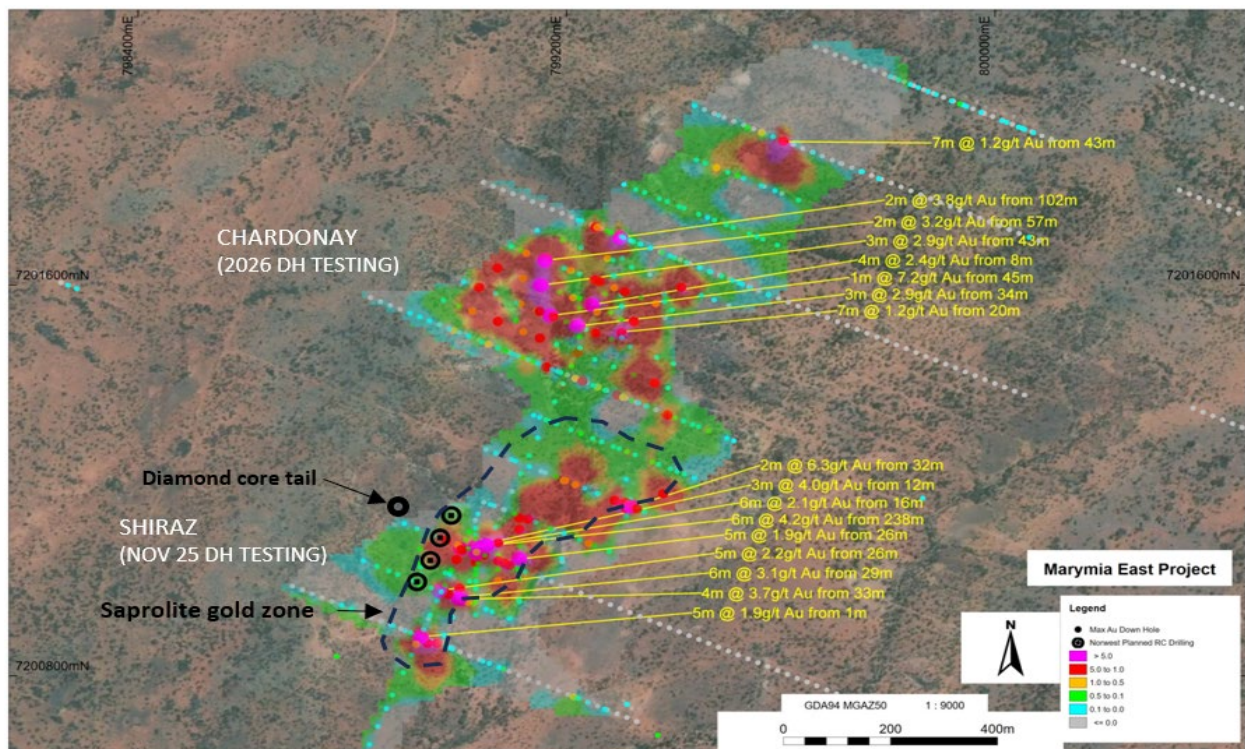 798400mE
799200mE
800000mE
7m @ 1.2g/t Au from 43m
2m @ 3.8g/t Au from 102m
2m @ 3.2g/t Au from 57m
3m @ 2.9g/t Au from 43m
4m @ 2.4g/t Au from 8m
1m @ 7.2g/t Au from 45m
3m @ 2.9g/t Au from 34m
7m @ 1.2g/t Au from 20m
CHARDONAY
(2026 DH TESTING)
7201600mN
7201600mN
2m @ 6.3g/t Au from 32m
3m @ 4.0g/t Au from 12m
6m @ 2.1g/t Au from 16m
6m @ 4.2g/t Au from 238m
5m @ 1.9g/t Au from 26m
5m @ 2.2g/t Au from 26m
6m @ 3.1g/t Au from 29m
4m @ 3.7g/t Au from 33m
5m @ 1.9g/t Au from 1m
Diamond core tail
SHIRAZ
(NOV 25 DH TESTING)
Saprolite gold zone
7200800mN
Marymia East Project
N
Legend
Max Au Down Hole
Norwest Planned RC Drilling
> 5.0
5.0 to 1.0
1.0 to 0.5
0.5 to 0.1
0.1 to 0.0
<= 0.0
GDA94 MGAZ50 1 : 9000
0 200 400m